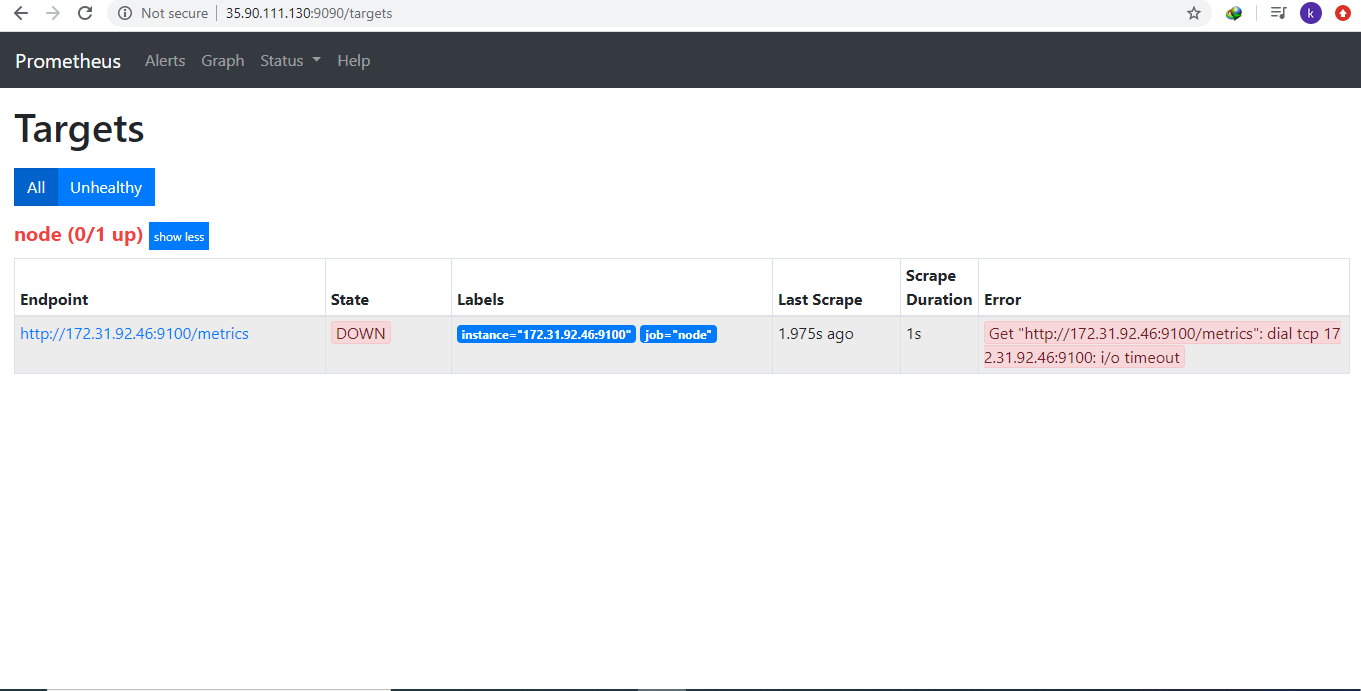 Not secure | 35.90.111.130:9090/targets
k
Prometheus Alerts Graph Status Help
Targets
All Unhealthy
node (0/1 up) show less
Endpoint State Labels Last Scrape Scrape Duration Error
http://172.31.92.46:9100/metrics DOWN instance="172.31.92.46:9100" job="node" 1.975s ago 1s Get "http://172.31.92.46:9100/metrics": dial tcp 17
2.31.92.46:9100: i/o timeout